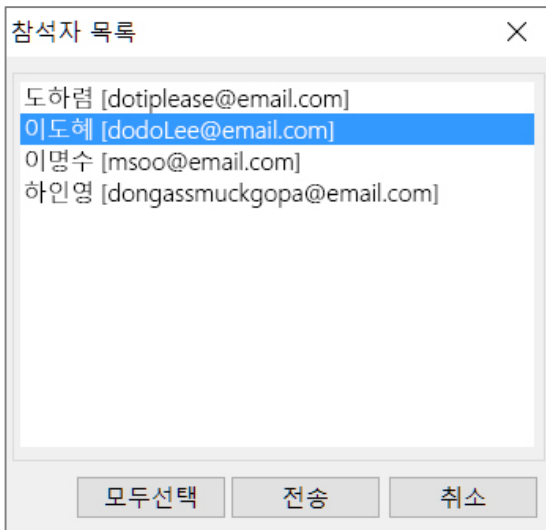 참석자 목록
도하렴 [dotiplease@email.com]
이도혜 [dodoLee@email.com]
이명수 [msoo@email.com]
하인영 [dongassmuckgopa@email.com]
모두선택 전송 취소